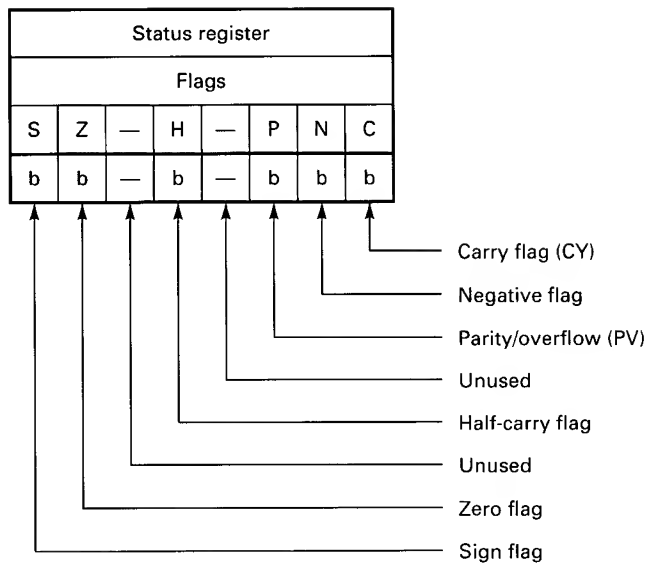 Status register
Flags
S Z — H — P N C
b b — b — b b b
Carry flag (CY)
Negative flag
Parity/overflow (PV)
Unused
Half-carry flag
Unused
Zero flag
Sign flag